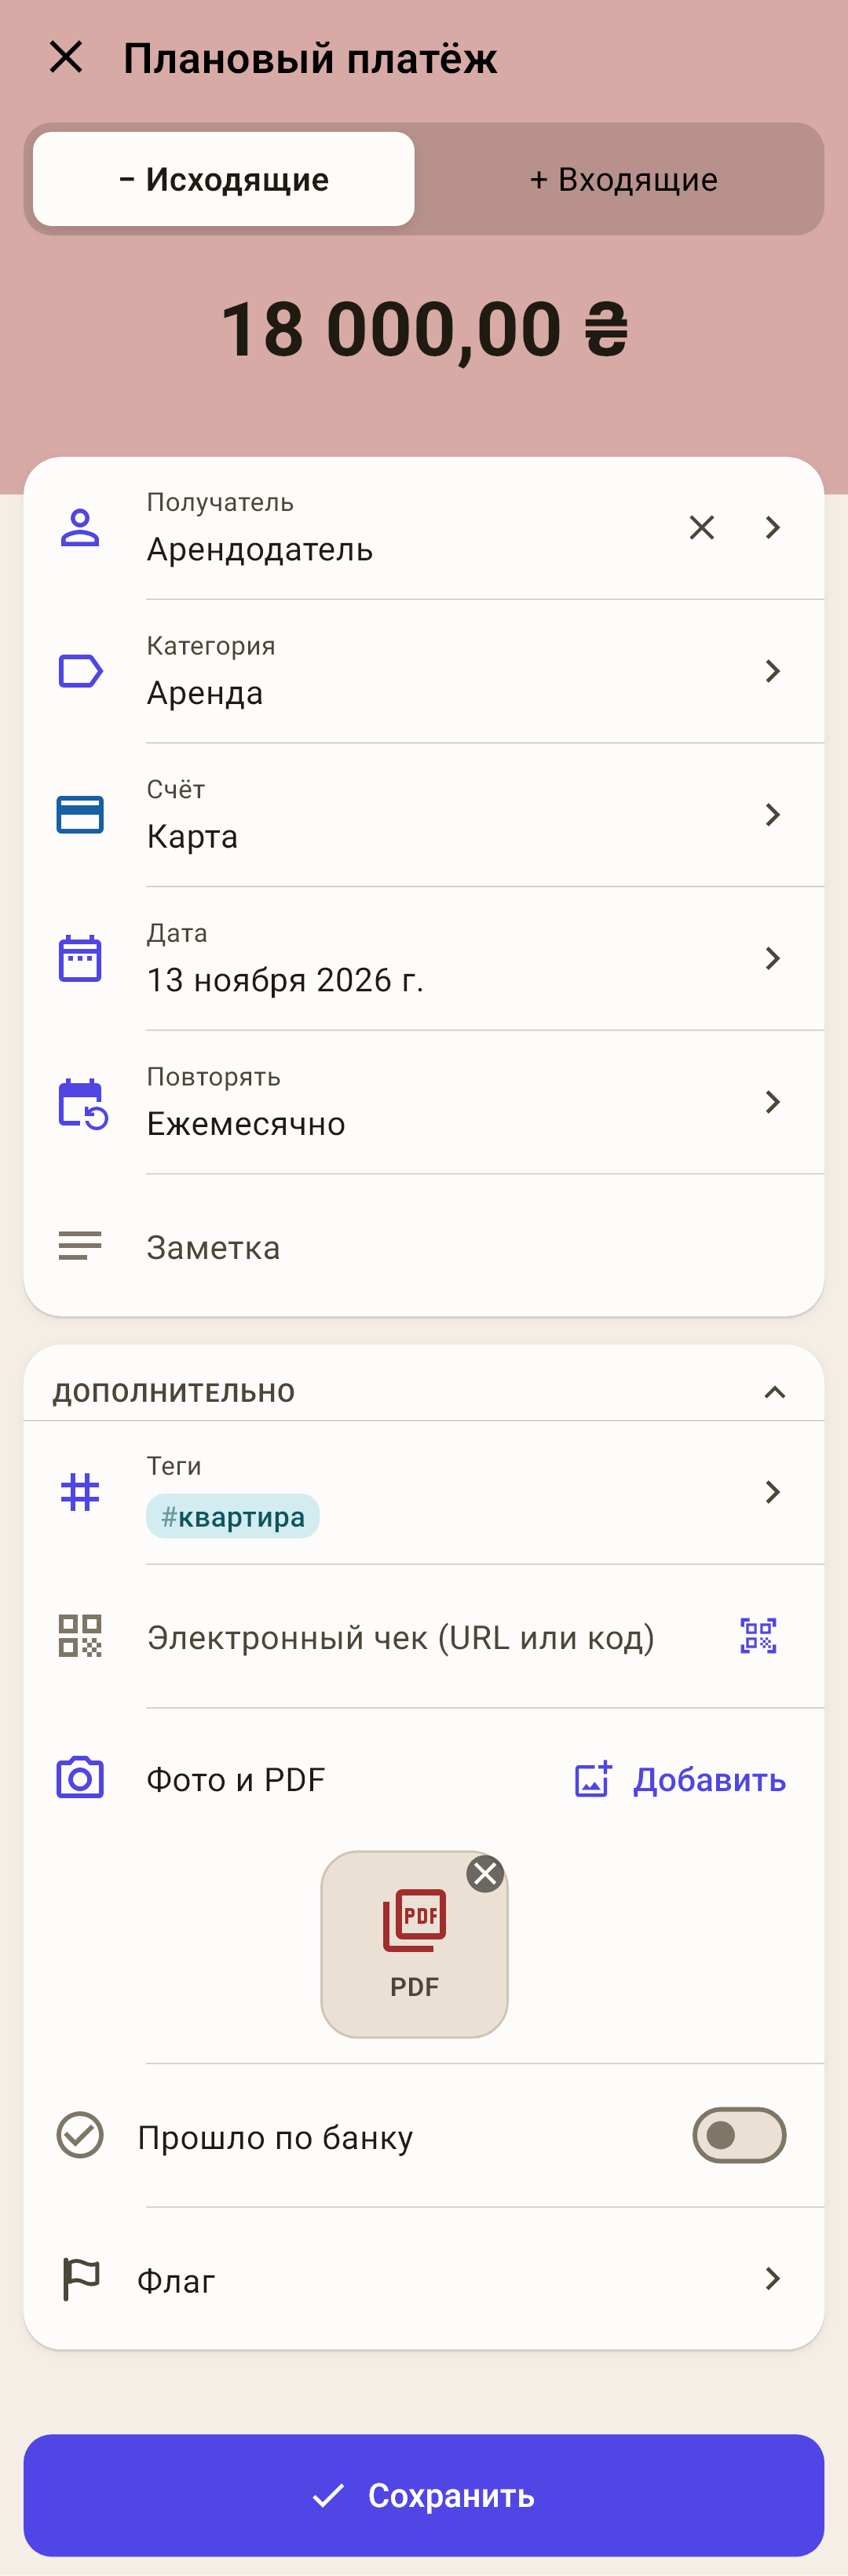 Плановый платёж
− Исходящие
+ Входящие
18 000,00 ₴
Получатель
Арендодатель
Категория
Аренда
Счёт
Карта
Дата
13 ноября 2026 г.
Повторять
Ежемесячно
Заметка
ДОПОЛНИТЕЛЬНО
Теги
#квартира
Электронный чек (URL или код)
Фото и PDF
Добавить
PDF
PDF
Прошло по банку
Флаг
Сохранить